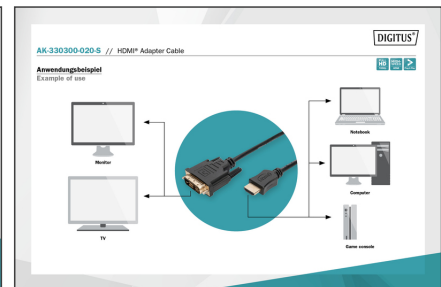 DIGITUS®
AK-330300-020-S // HDMI® Adapter Cable
Anwendungsbeispiel
Example of use
Monitor
TV
Notebook
Computer
Game console